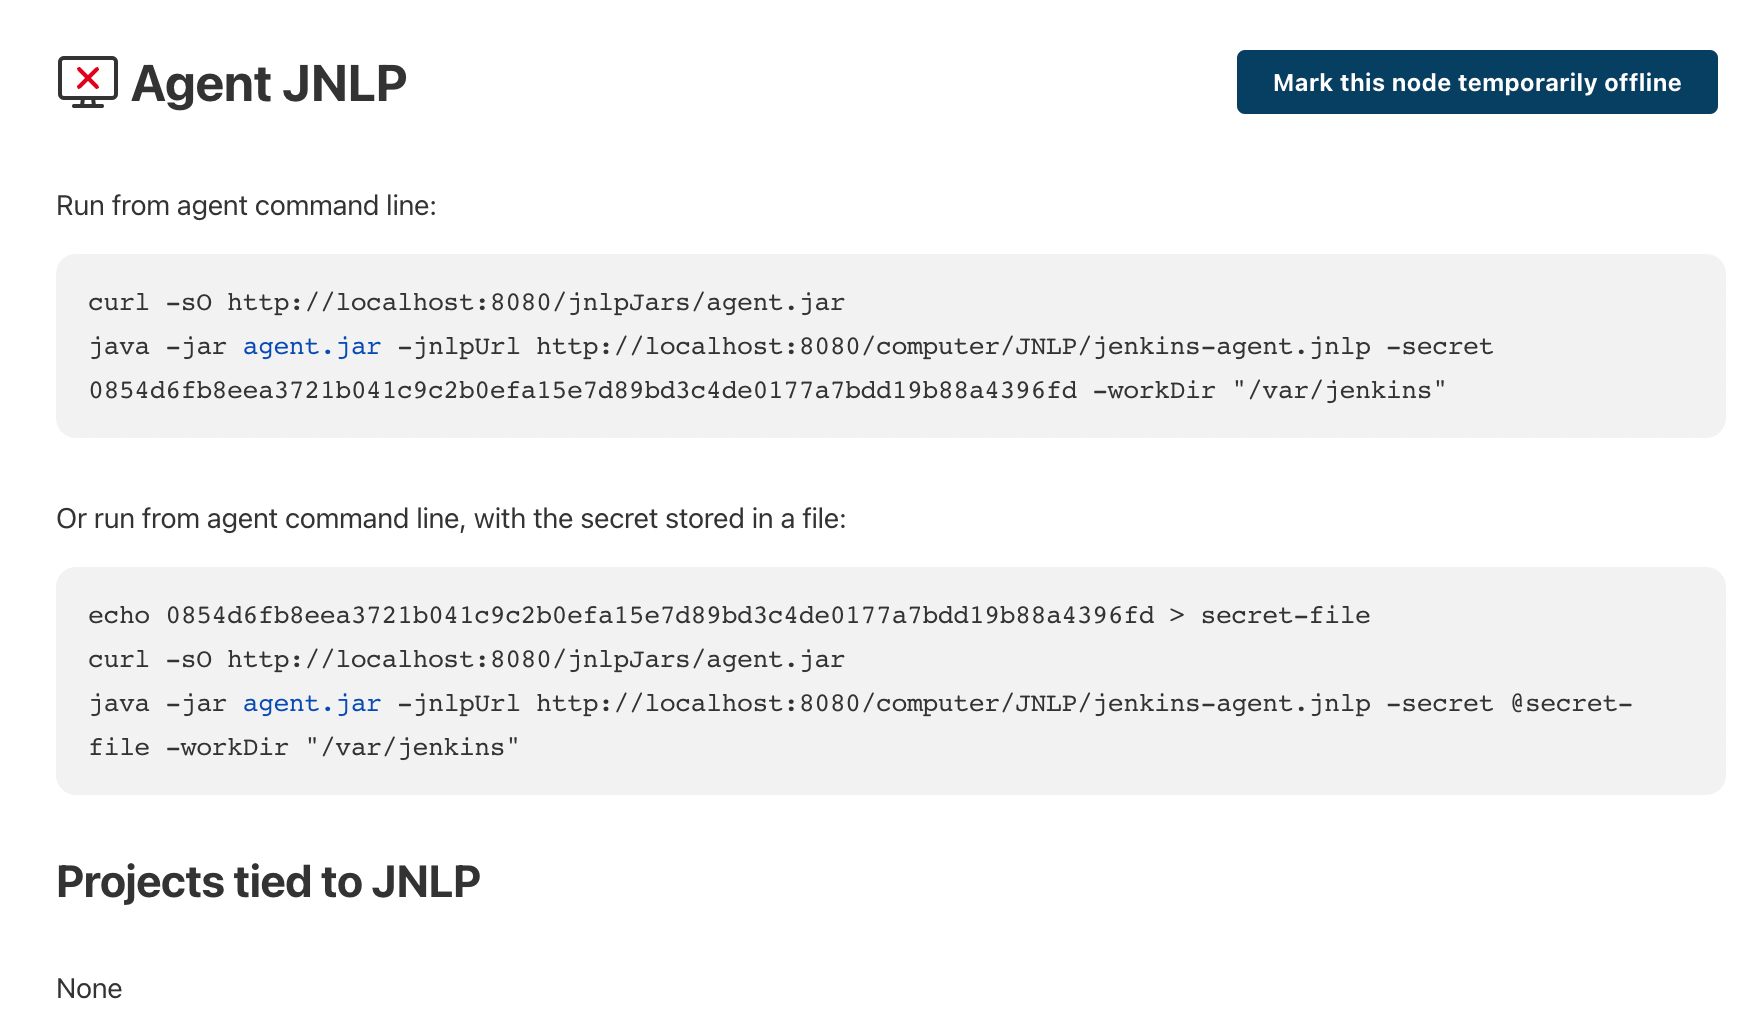 Agent JNLP
Mark this node temporarily offline
Run from agent command line:
curl -sO http://localhost:8080/jnlpJars/agent.jar
java -jar agent.jar -jnlpUrl http://localhost:8080/computer/JNLP/jenkins-agent.jnlp -secret
0854d6fb8eea3721b041c9c2b0efa15e7d89bd3c4de0177a7bdd19b88a4396fd -workDir "/var/jenkins"
Or run from agent command line, with the secret stored in a file:
echo 0854d6fb8eea3721b041c9c2b0efa15e7d89bd3c4de0177a7bdd19b88a4396fd > secret-file
curl -sO http://localhost:8080/jnlpJars/agent.jar
java -jar agent.jar -jnlpUrl http://localhost:8080/computer/JNLP/jenkins-agent.jnlp -secret @secret-
file -workDir "/var/jenkins"
Projects tied to JNLP
None